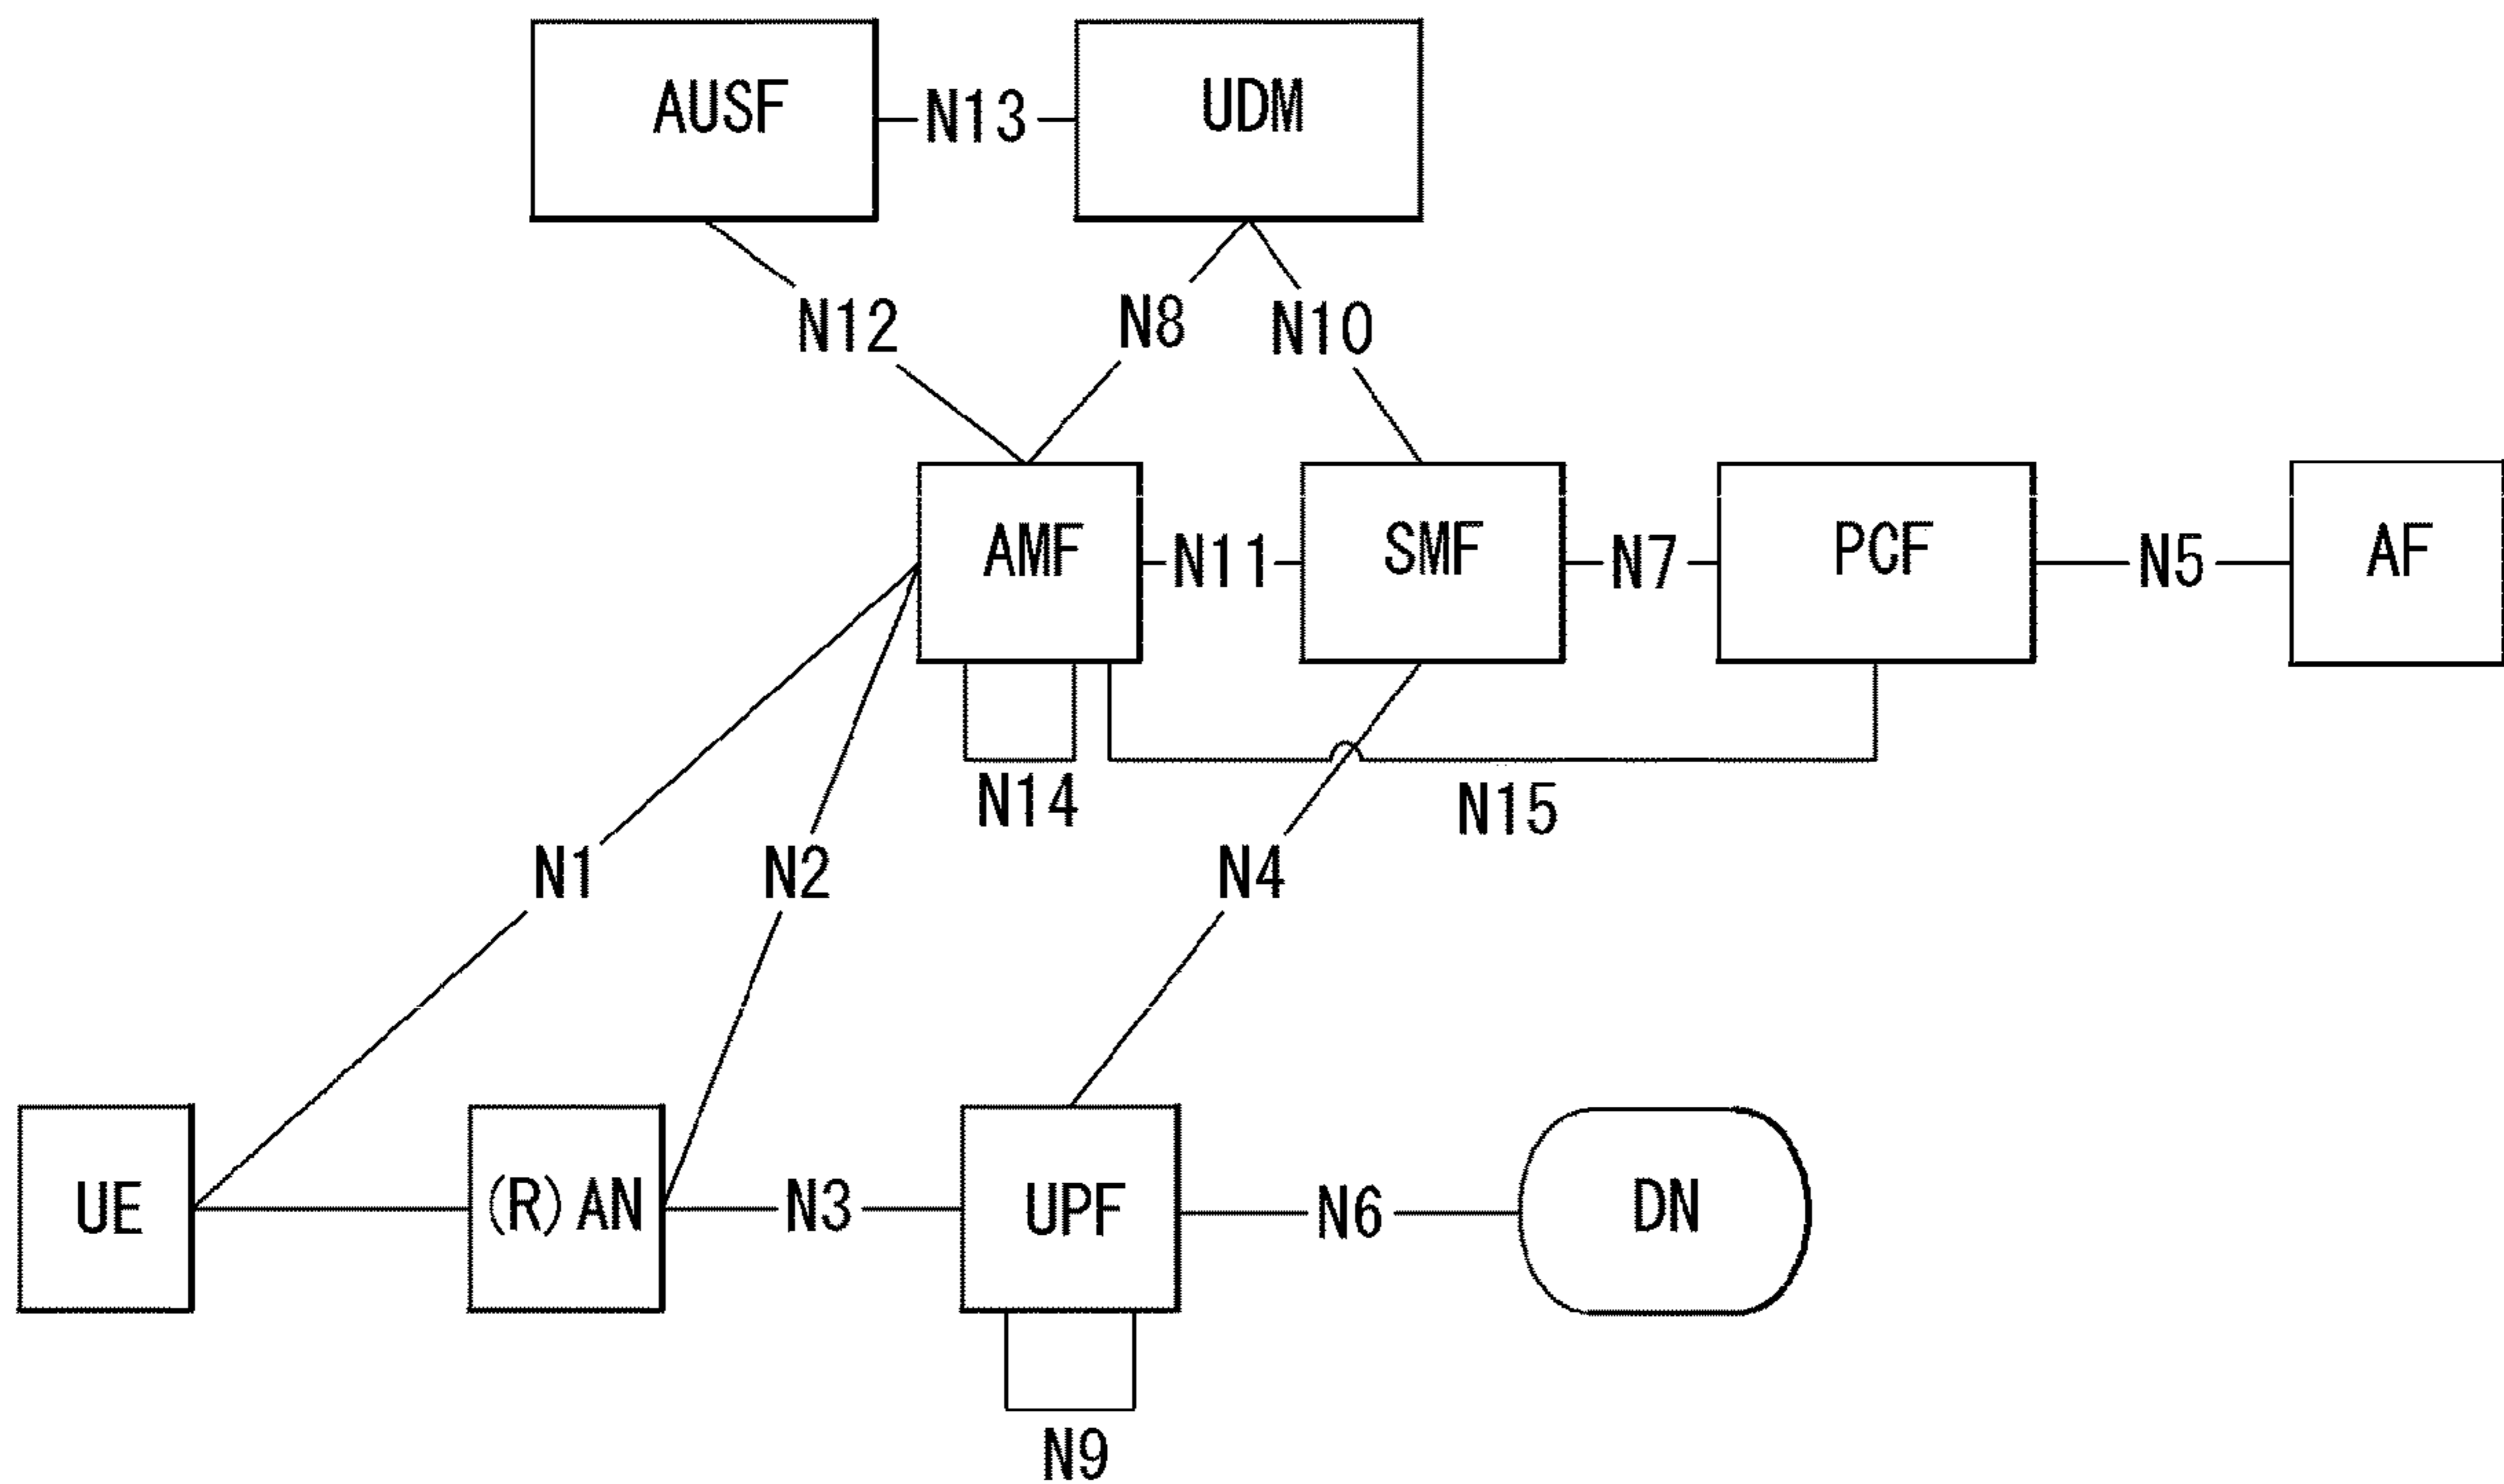 AUSF
N13
UDM
N12
N8
N10
AMF
N11
SMF
N7
PCF
N5
AF
N14
N15
N1
N2
N4
UE
(R) AN
N3
UPF
N6
DN
N9